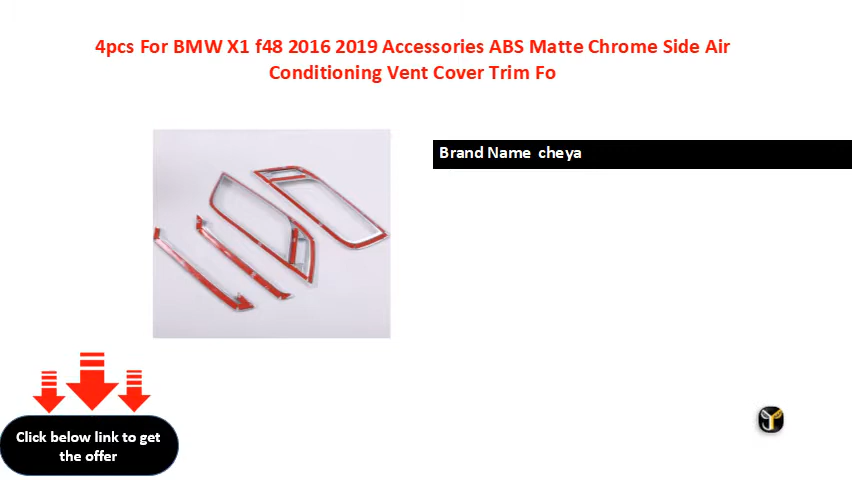 4pcs For BMW X1 f48 2016 2019 Accessories ABS Matte Chrome Side Air
Conditioning Vent Cover Trim Fo
Brand Name cheya
Click below link to get
the offer